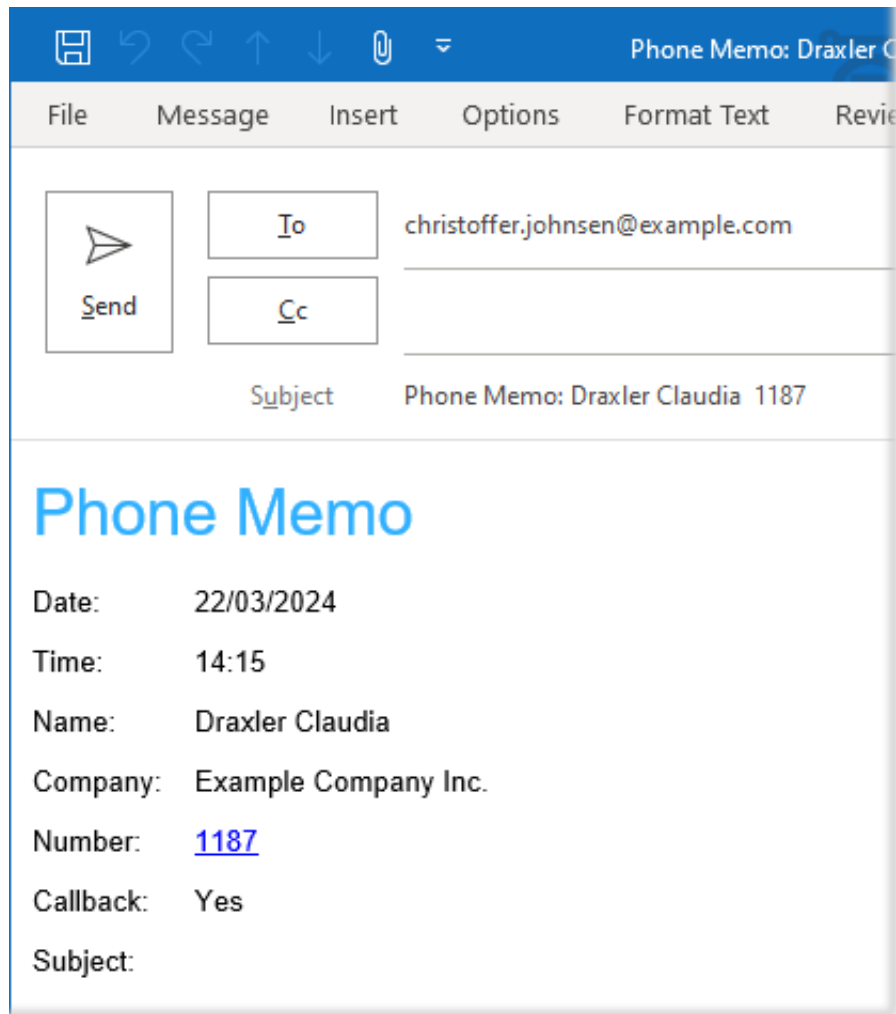 Phone Memo: Draxler C
File Message Insert Options Format Text Revie
To christoffer.johnsen@example.com
Send
Cc
Subject Phone Memo: Draxler Claudia 1187
Phone Memo
Date: 22/03/2024
Time: 14:15
Name: Draxler Claudia
Company: Example Company Inc.
Number: 1187
Callback: Yes
Subject: